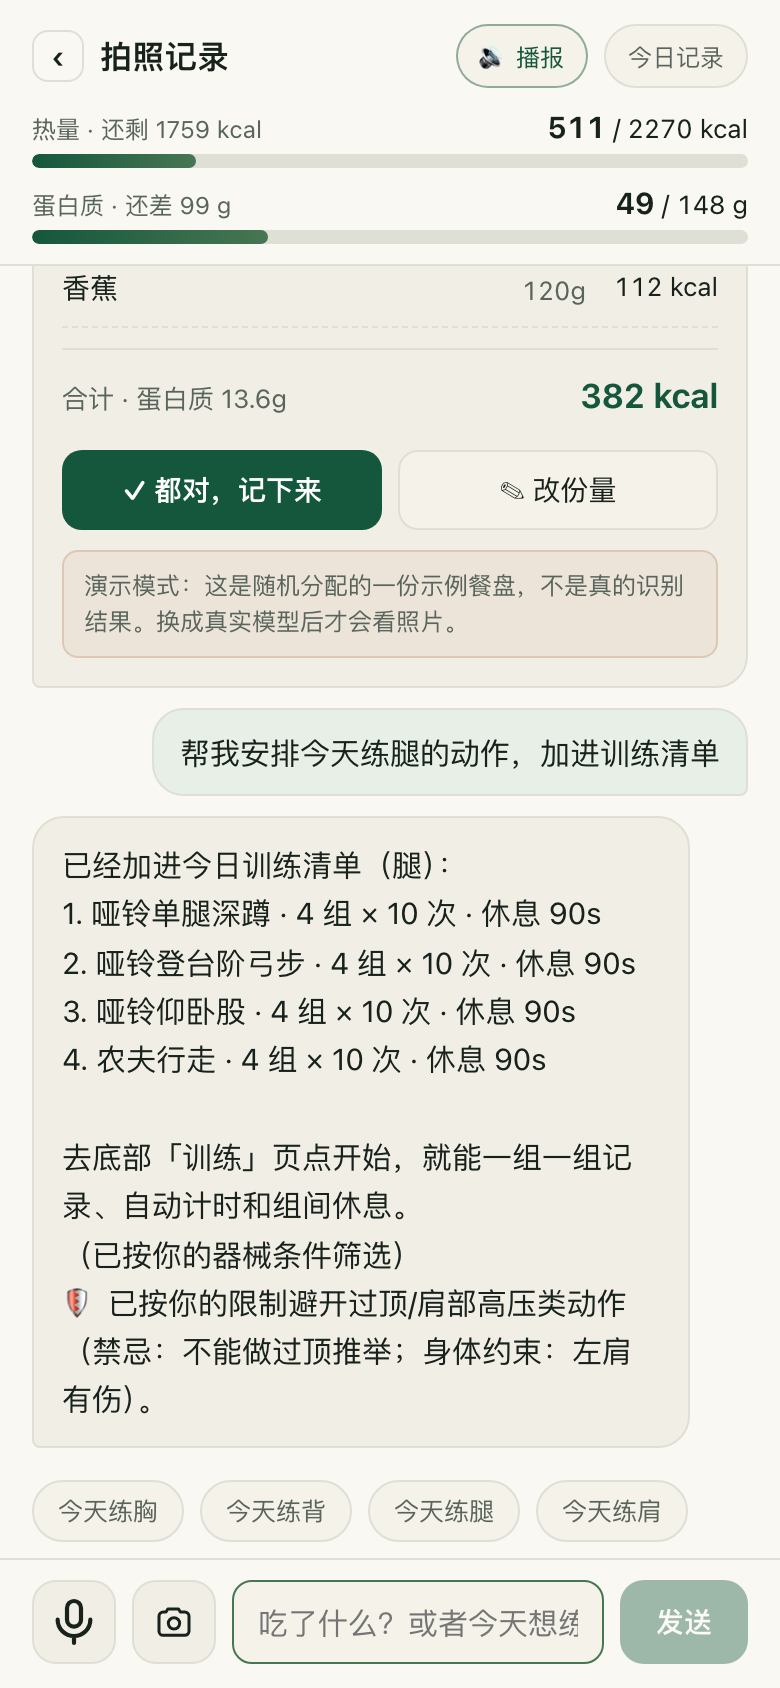 ‹ 拍照记录 播报 今日记录
热量 · 还剩 1759 kcal 511 / 2270 kcal
蛋白质 · 还差 99 g 49 / 148 g
香蕉 120g 112 kcal
合计 · 蛋白质 13.6g 382 kcal
✓ 都对，记下来 ✎ 改份量
演示模式：这是随机分配的一份示例餐盘，不是真的识别
结果。换成真实模型后才会看照片。
帮我安排今天练腿的动作，加进训练清单
已经加进今日训练清单（腿）：
1. 哑铃单腿深蹲 · 4 组 × 10 次 · 休息 90s
2. 哑铃登台阶弓步 · 4 组 × 10 次 · 休息 90s
3. 哑铃仰卧股 · 4 组 × 10 次 · 休息 90s
4. 农夫行走 · 4 组 × 10 次 · 休息 90s
去底部「训练」页点开始，就能一组一组记
录、自动计时和组间休息。
（已按你的器械条件筛选）
🛡 已按你的限制避开过顶/肩部高压类动作
（禁忌：不能做过顶推举；身体约束：左肩
有伤）。
今天练胸 今天练背 今天练腿 今天练肩
吃了什么？或者今天想练 发送